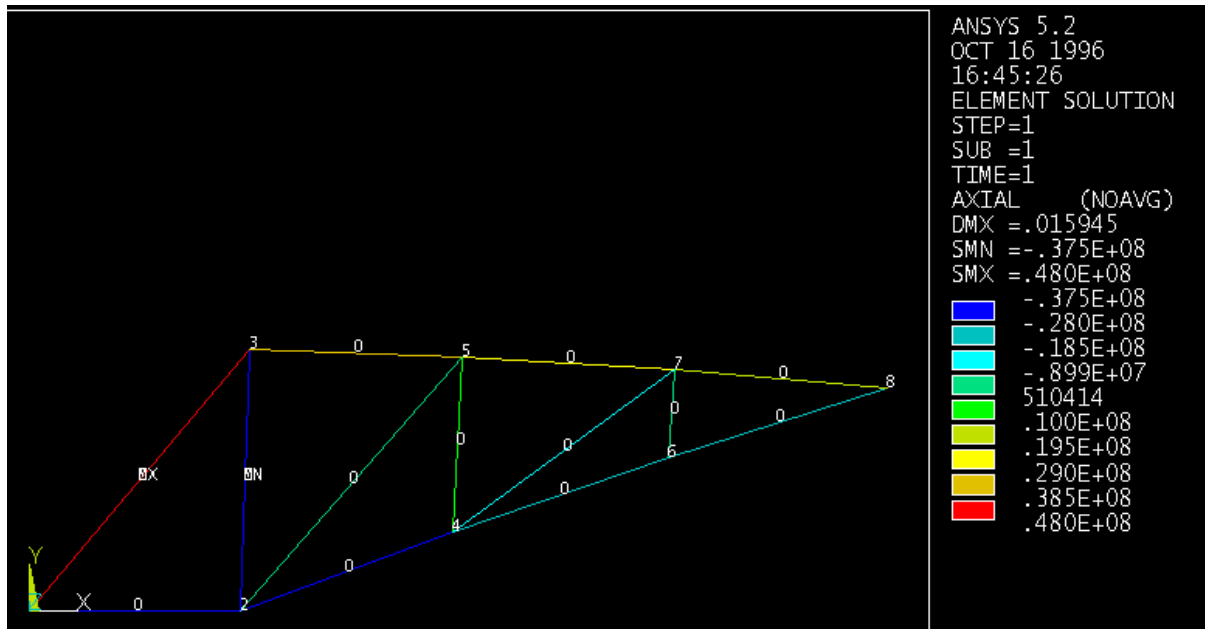 ANSYS 5.2
OCT 16 1996
16:45:26
ELEMENT SOLUTION
STEP=1
SUB =1
TIME=1
AXIAL (NOAVG)
DMX =.015945
SMN =-.375E+08
SMX =.480E+08
-.375E+08
-.280E+08
-.185E+08
-.899E+07
510414
.100E+08
.195E+08
.290E+08
.385E+08
.480E+08
3
0
5
0
7
0
8
0
0
0
0
MX
MN
0
6
0
4
0
Y
X
0
2